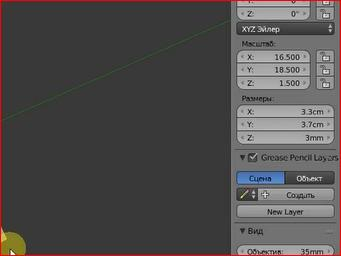 Y: 0°
Z: 0°
XYZ Эйлер
Масштаб:
X: 16.500
Y: 18.500
Z: 1.500
Размеры:
X: 3.3cm
Y: 3.7cm
Z: 3mm
Grease Pencil Layers
Сцена Объект
Создать
New Layer
Вид
Объектив: 35mm